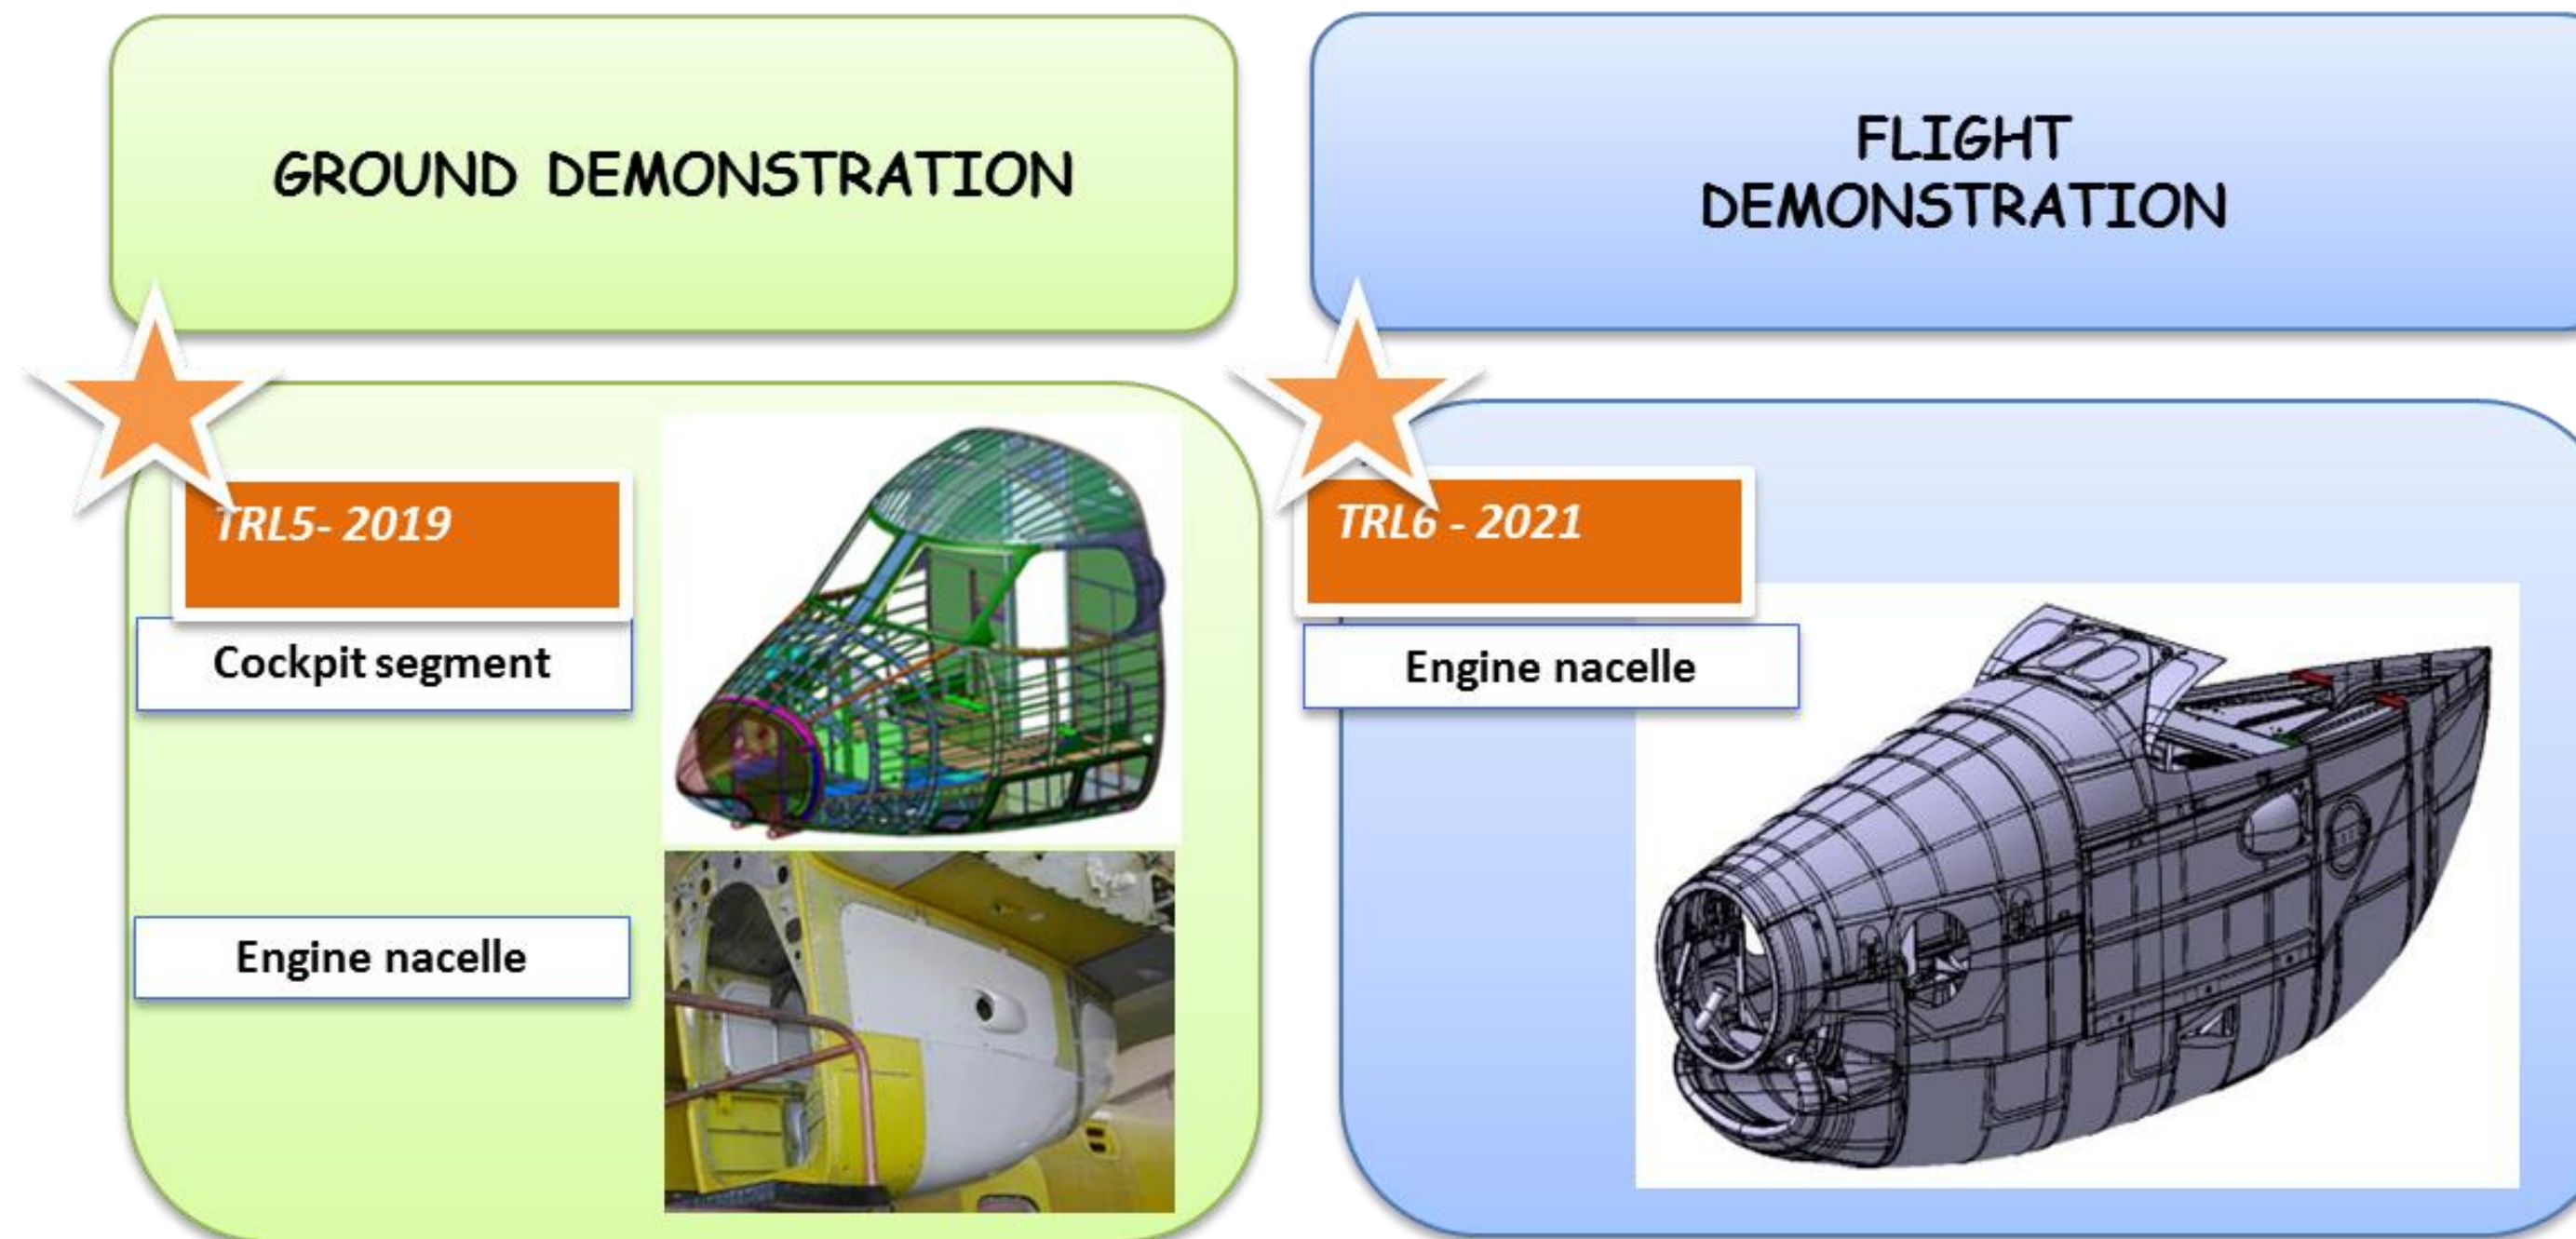 GROUND DEMONSTRATION
TRL5- 2019
Cockpit segment
Engine nacelle
FLIGHT
DEMONSTRATION
TRL6 - 2021
Engine nacelle